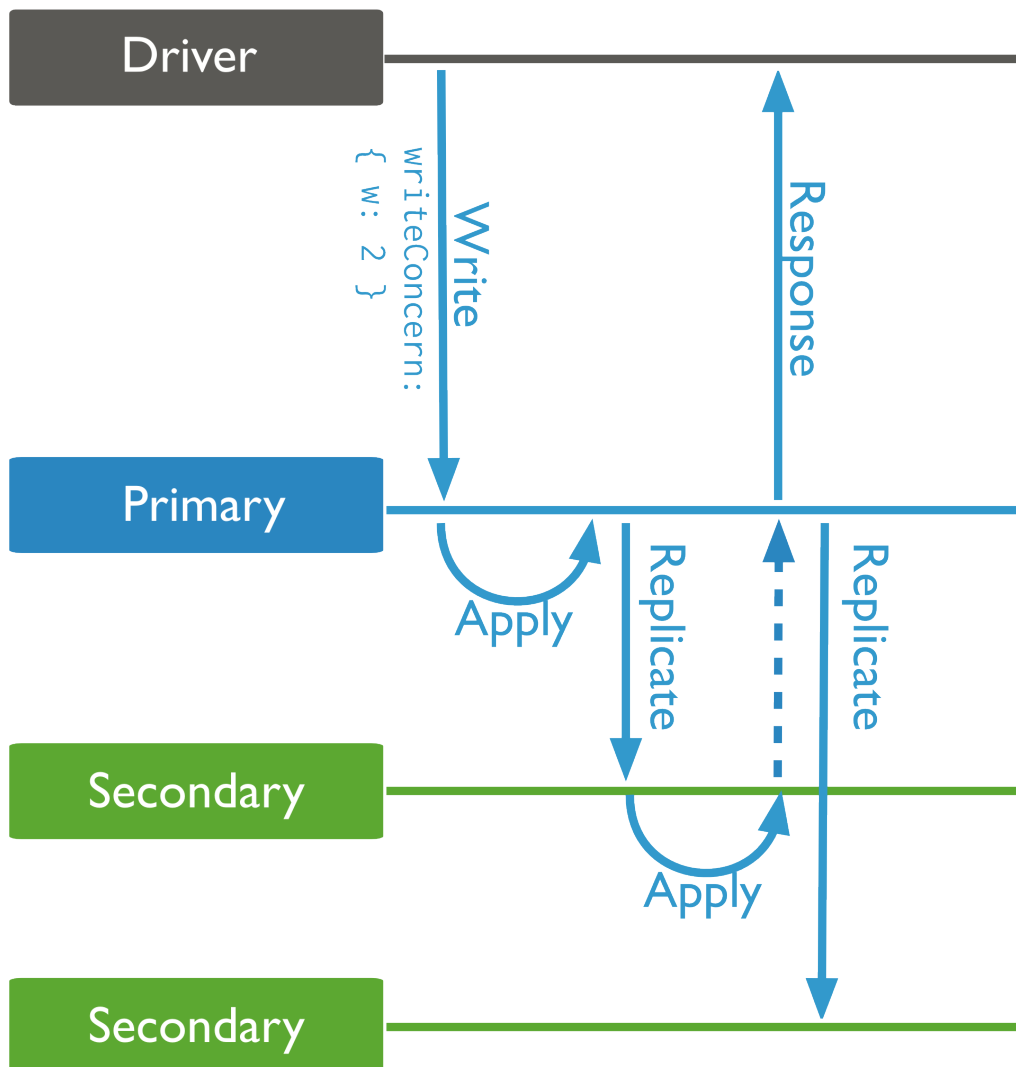 Driver
writeConcern:
{ w: 2 }
Write
Response
Primary
Apply
Replicate
Replicate
Secondary
Apply
Secondary